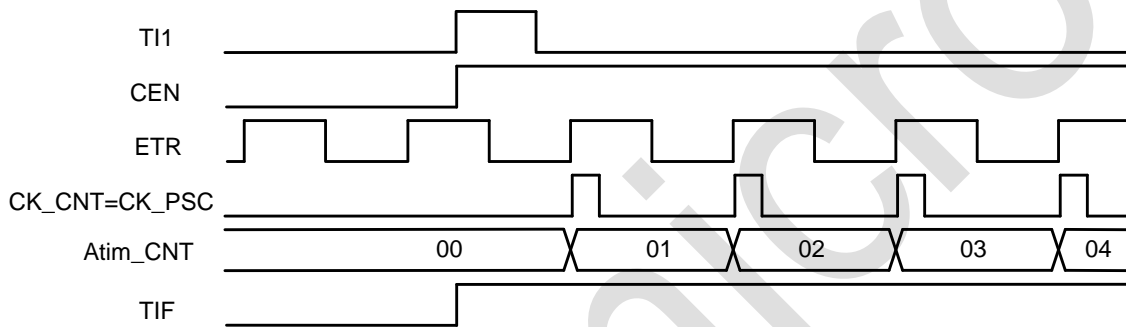 TI1
CEN
ETR
CK_CNT=CK_PSC
Atim_CNT 00 01 02 03 04
TIF